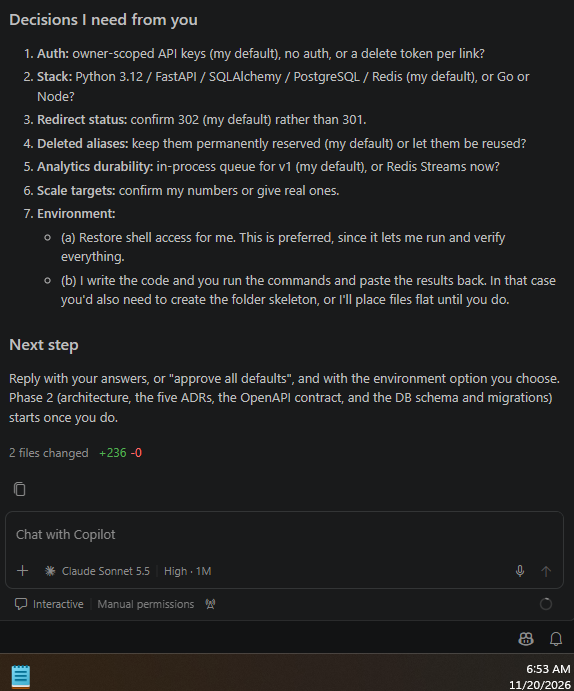 Decisions I need from you
1. Auth: owner-scoped API keys (my default), no auth, or a delete token per link?
2. Stack: Python 3.12 / FastAPI / SQLAlchemy / PostgreSQL / Redis (my default), or Go or
Node?
3. Redirect status: confirm 302 (my default) rather than 301.
4. Deleted aliases: keep them permanently reserved (my default) or let them be reused?
5. Analytics durability: in-process queue for v1 (my default), or Redis Streams now?
6. Scale targets: confirm my numbers or give real ones.
7. Environment:
(a) Restore shell access for me. This is preferred, since it lets me run and verify
everything.
(b) I write the code and you run the commands and paste the results back. In that case
you'd also need to create the folder skeleton, or I'll place files flat until you do.
Next step
Reply with your answers, or "approve all defaults", and with the environment option you choose.
Phase 2 (architecture, the five ADRs, the OpenAPI contract, and the DB schema and migrations)
starts once you do.
2 files changed +236 -0
Chat with Copilot
Claude Sonnet 5.5 High · 1M
Interactive Manual permissions
6:53 AM
11/20/2026